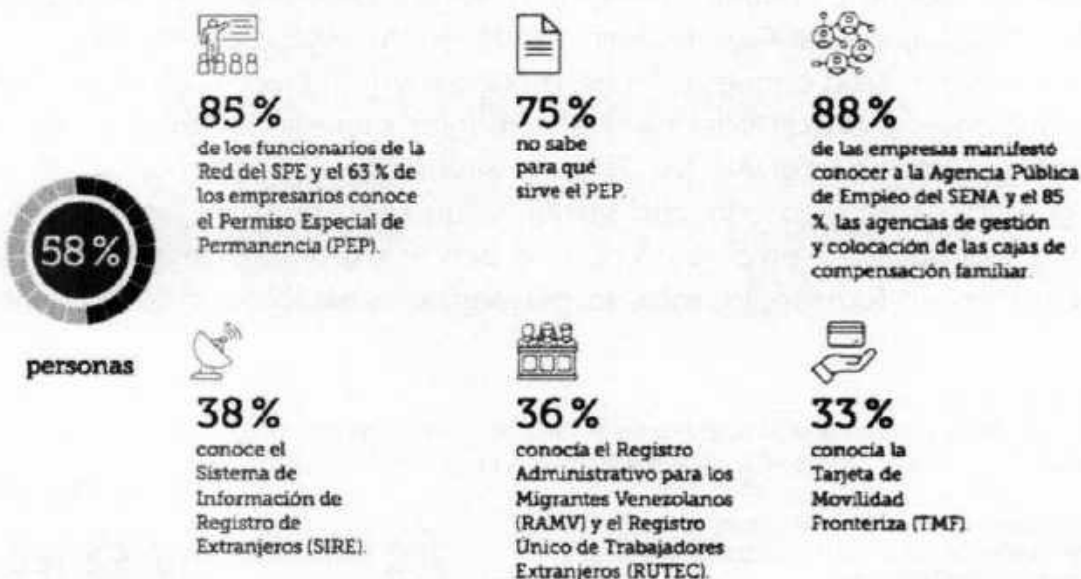 58 %
personas
85 %
de los funcionarios de la
Red del SPE y el 63 % de
los empresarios conoce
el Permiso Especial de
Permanencia (PEP).
75 %
no sabe
para qué
sirve el PEP.
88 %
de las empresas manifestó
conocer a la Agencia Pública
de Empleo del SENA y el 85
%, las agencias de gestión
y colocación de las cajas de
compensación familiar.
38 %
conoce el
Sistema de
Información de
Registro de
Extranjeros (SIRE).
36 %
conocía el Registro
Administrativo para los
Migrantes Venezolanos
(RAMV) y el Registro
Único de Trabajadores
Extranjeros (RUTEC).
33 %
conocía la
Tarjeta de
Movilidad
Fronteriza (TMF).